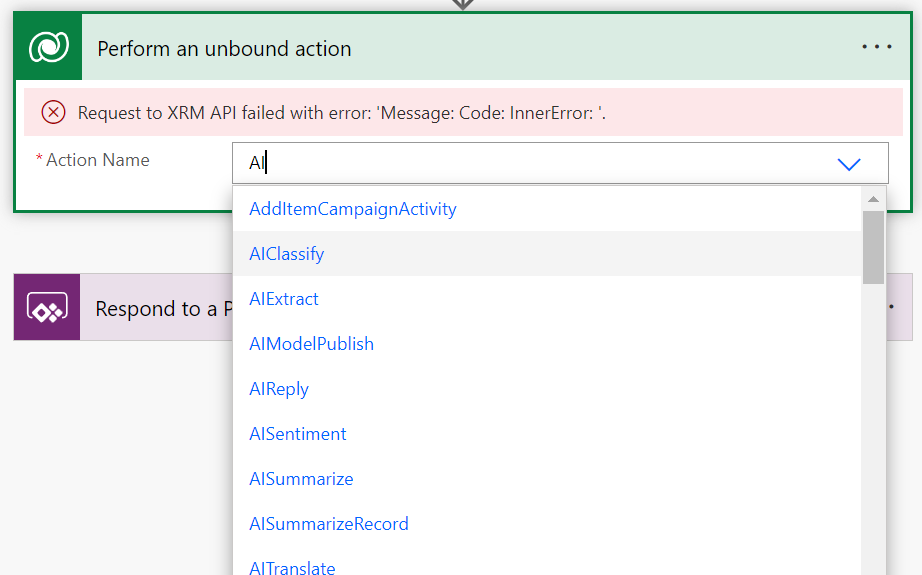 Perform an unbound action
Request to XRM API failed with error: 'Message: Code: InnerError: '.
* Action Name
AI
AddItemCampaignActivity
AIClassify
AIExtract
AIModelPublish
AIReply
AISentiment
AISummarize
AISummarizeRecord
AITranslate
Respond to a P